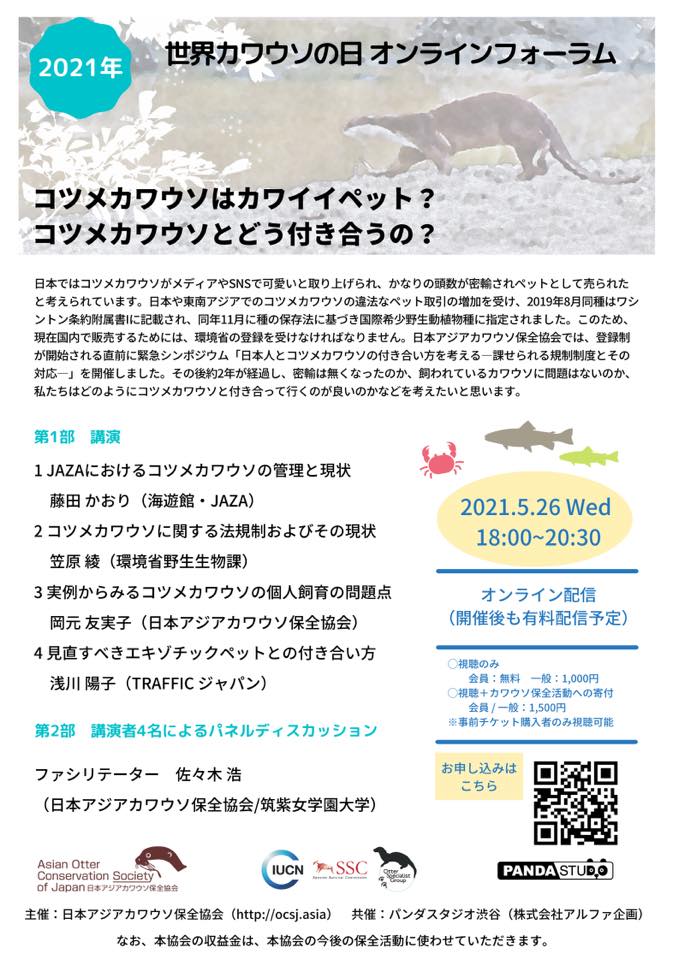 2021年
世界カワウソの日 オンラインフォーラム
コツメカワウソはカワイイペット？
コツメカワウソとどう付き合うの？
日本ではコツメカワウソがメディアやSNSで可愛いと取り上げられ、かなりの頭数が密輸されペットとして売られた
と考えられています。日本や東南アジアでのコツメカワウソの違法なペット取引の増加を受け、2019年8月同種はワシ
ントン条約附属書Ⅰに記載され、同年11月に種の保存法に基づき国際希少野生動植物種に指定されました。このため、
現在国内で販売するためには、環境省の登録を受けなければなりません。日本アジアカワウソ保全協会では、登録制
が開始される直前に緊急シンポジウム「日本人とコツメカワウソの付き合い方を考える―課せられる規制制度とその
対応―」を開催しました。その後約2年が経過し、密輸は無くなったのか、飼われているカワウソに問題はないのか、
私たちはどのようにコツメカワウソと付き合って行くのが良いのかなどを考えたいと思います。
第1部　講演
1 JAZAにおけるコツメカワウソの管理と現状
藤田 かおり（海遊館・JAZA）
2 コツメカワウソに関する法規制およびその現状
笠原 綾（環境省野生生物課）
3 実例からみるコツメカワウソの個人飼育の問題点
岡元 友実子（日本アジアカワウソ保全協会）
4 見直すべきエキゾチックペットとの付き合い方
浅川 陽子（TRAFFIC ジャパン）
第2部　講演者4名によるパネルディスカッション
ファシリテーター　佐々木 浩
（日本アジアカワウソ保全協会/筑紫女学園大学）
2021.5.26 Wed
18:00~20:30
オンライン配信
（開催後も有料配信予定）
○視聴のみ
会員：無料　一般：1,000円
○視聴＋カワウソ保全活動への寄付
会員 / 一般：1,500円
※事前チケット購入者のみ視聴可能
お申し込みは
こちら
Asian Otter
Conservation Society
of Japan 日本アジアカワウソ保全協会
IUCN
SSC
Species Survival Commission
Otter
Specialist
Group
PANDASTUDIO
主催：日本アジアカワウソ保全協会（http://ocsj.asia）　共催：パンダスタジオ渋谷（株式会社アルファ企画）
なお、本協会の収益金は、本協会の今後の保全活動に使わせていただきます。